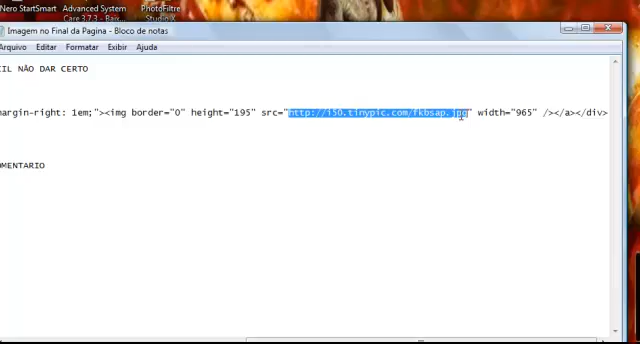 Nero StartSmart Advanced System PhotoFiltre
Care 3.7.3 - Baix... Studio X
Imagem no Final da Pagina - Bloco de notas
Arquivo Editar Formatar Exibir Ajuda
CIL NÃO DAR CERTO
margin-right: 1em;"><img border="0" height="195" src="http://i50.tinypic.com/fkbsap.jpg" width="965" /></a></div>
OMENTARIO